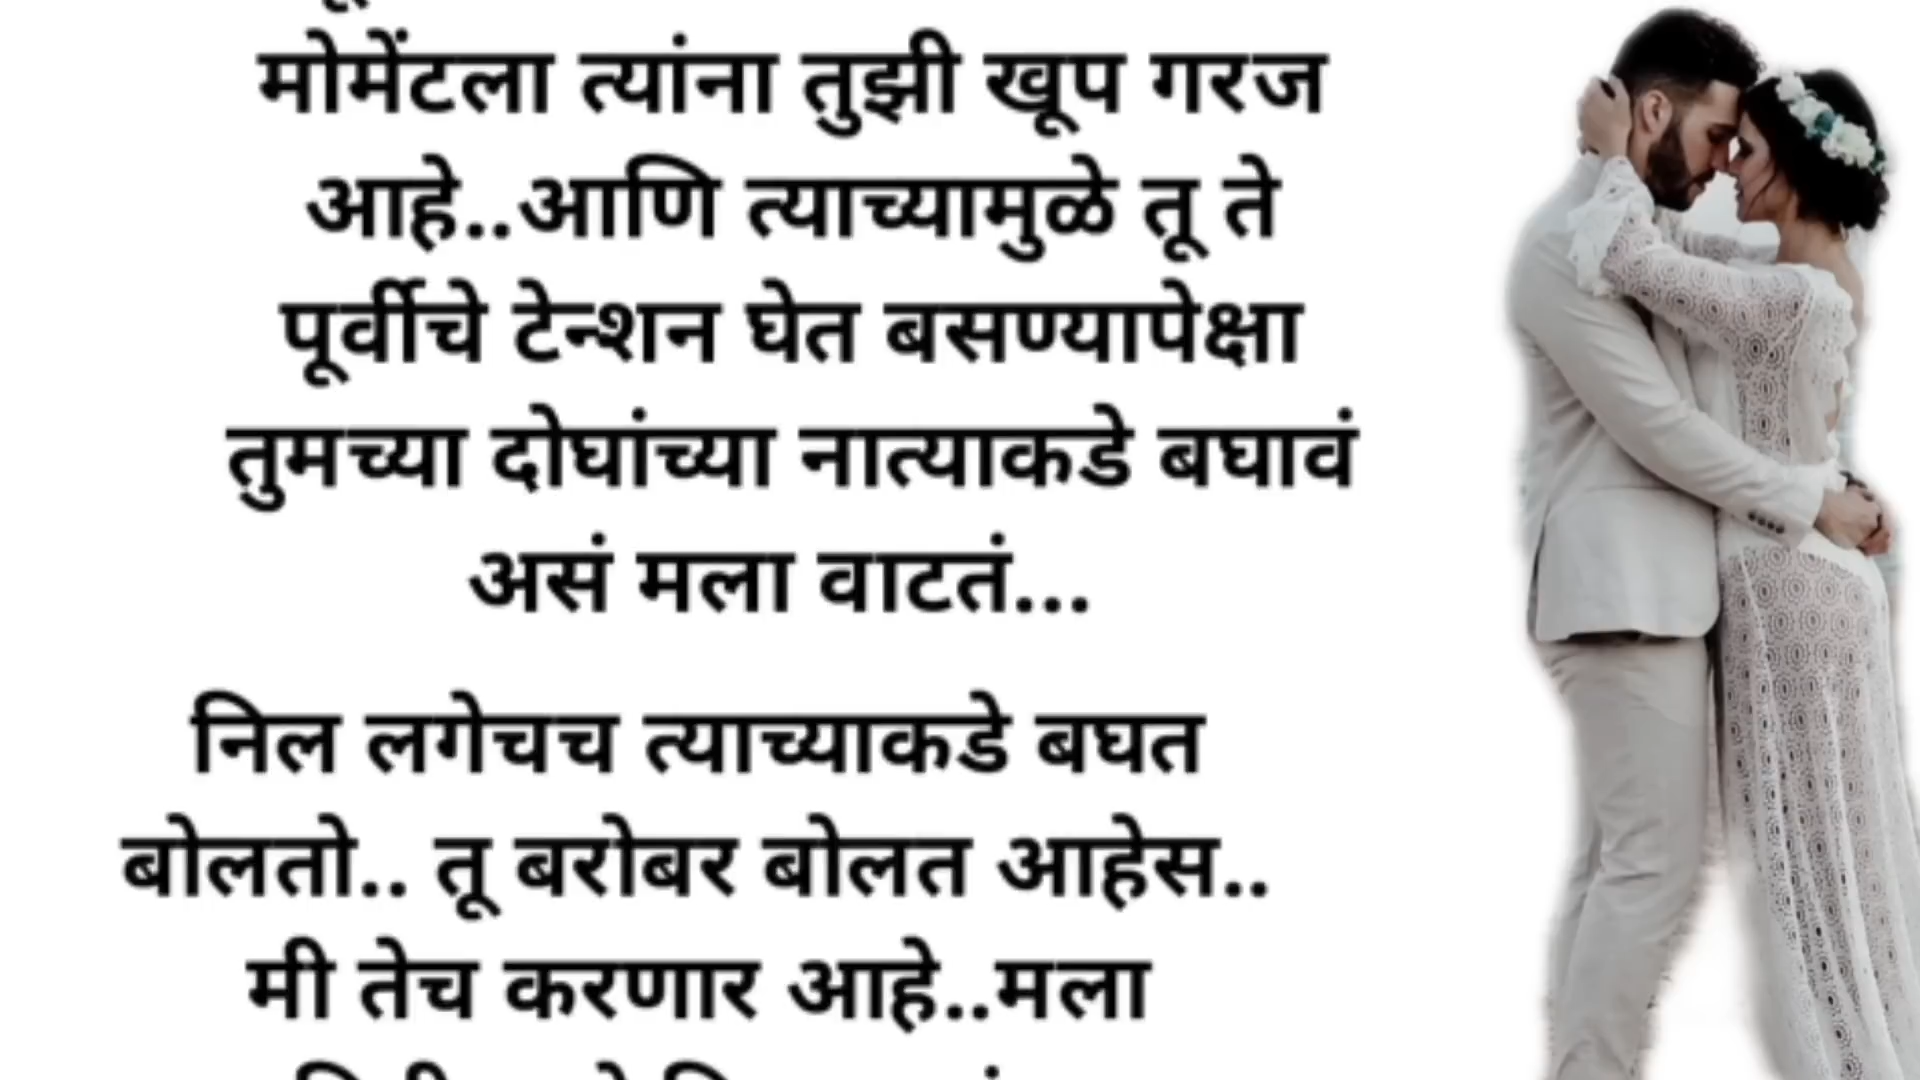 मोमेंटला त्यांना तुझी खूप गरज
आहे..आणि त्याच्यामुळे तू ते
पूर्वीचे टेन्शन घेत बसण्यापेक्षा
तुमच्या दोघांच्या नात्याकडे बघावं
असं मला वाटतं...
निल लगेचच त्याच्याकडे बघत
बोलतो.. तू बरोबर बोलत आहेस..
मी तेच करणार आहे..मला